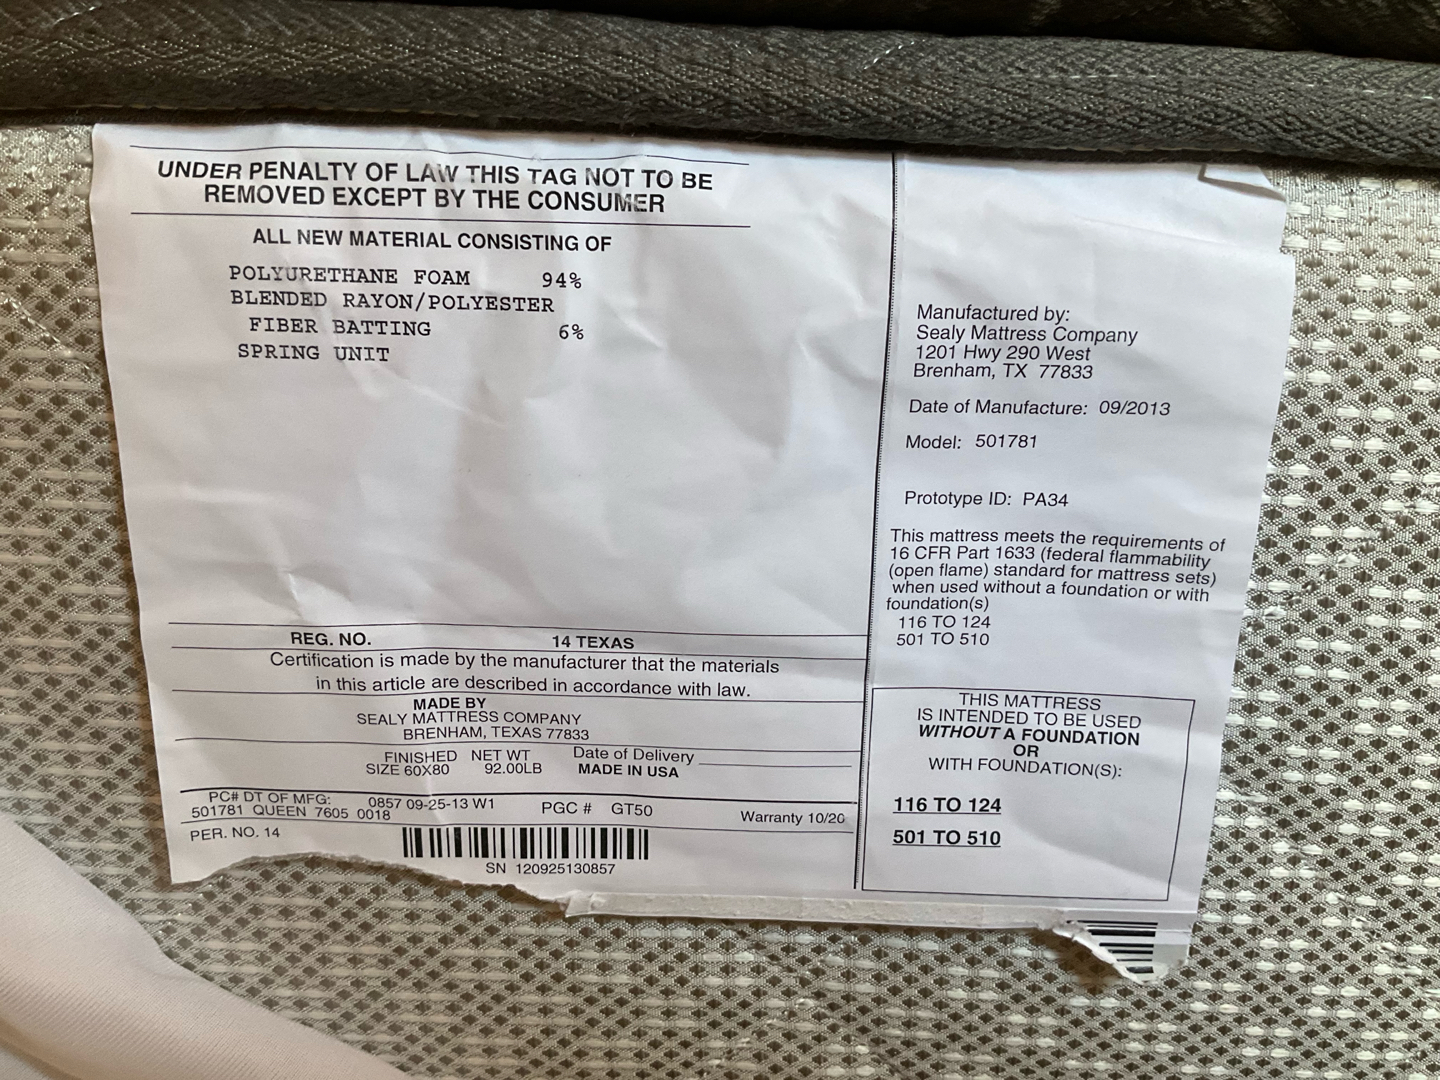 UNDER PENALTY OF LAW THIS TAG NOT TO BE
REMOVED EXCEPT BY THE CONSUMER
ALL NEW MATERIAL CONSISTING OF
POLYURETHANE FOAM 94%
BLENDED RAYON/POLYESTER
FIBER BATTING 6%
SPRING UNIT
REG. NO. 14 TEXAS
Certification is made by the manufacturer that the materials
in this article are described in accordance with law.
MADE BY
SEALY MATTRESS COMPANY
BRENHAM, TEXAS 77833
FINISHED NET WT Date of Delivery
SIZE 60X80 92.00LB MADE IN USA
PC# DT OF MFG: 0857 09-25-13 W1 PGC # GT50
501781 QUEEN 7605 0018 Warranty 10/20
PER. NO. 14
SN 120925130857
Manufactured by:
Sealy Mattress Company
1201 Hwy 290 West
Brenham, TX 77833
Date of Manufacture: 09/2013
Model: 501781
Prototype ID: PA34
This mattress meets the requirements of
16 CFR Part 1633 (federal flammability
(open flame) standard for mattress sets)
when used without a foundation or with
foundation(s)
116 TO 124
501 TO 510
THIS MATTRESS
IS INTENDED TO BE USED
WITHOUT A FOUNDATION
OR
WITH FOUNDATION(S):
116 TO 124
501 TO 510